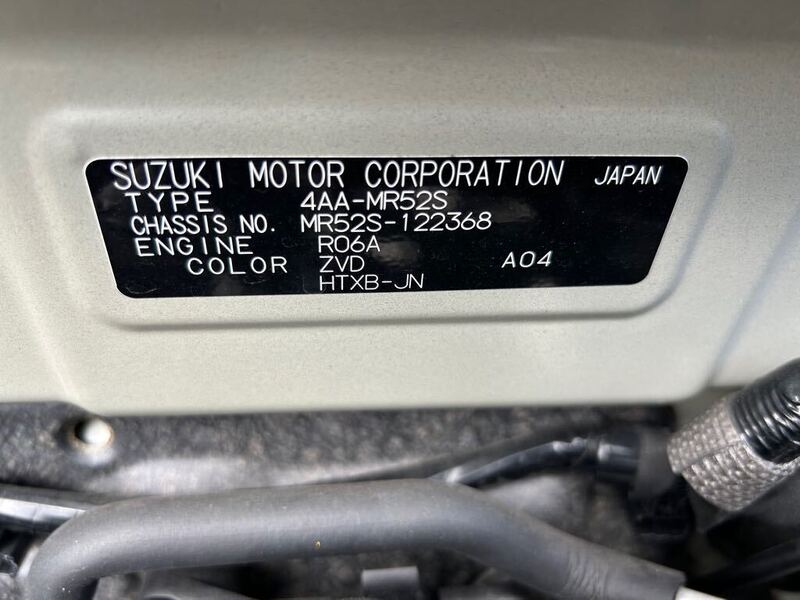 SUZUKI MOTOR CORPORATION JAPAN
TYPE 4AA-MR52S
CHASSIS NO. MR52S-122368
ENGINE R06A
COLOR ZVD A04
HTXB-JN